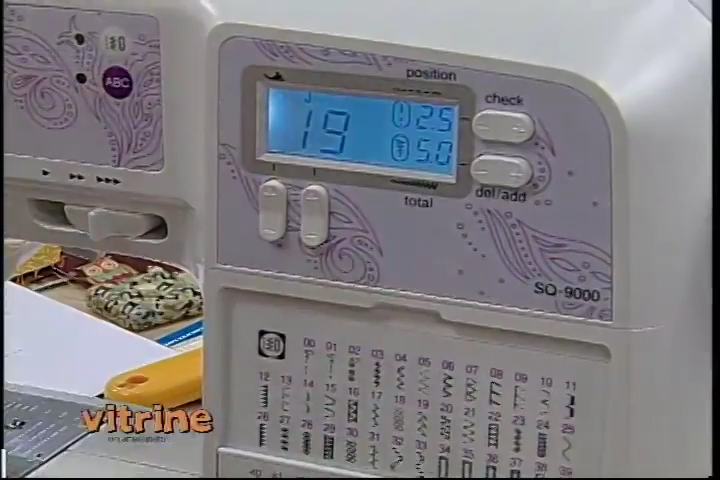 position
check
ABC
19 2.5
5.0
del/add
total
SQ-9000
00 01 02 03 04 05 06 07 08 09 10 11
12 13 14 15 16 17 18 19 20 21 22 23 24 25
26 27 28 29 30 31 32 33 34 35 36 37 38 39
vitrine